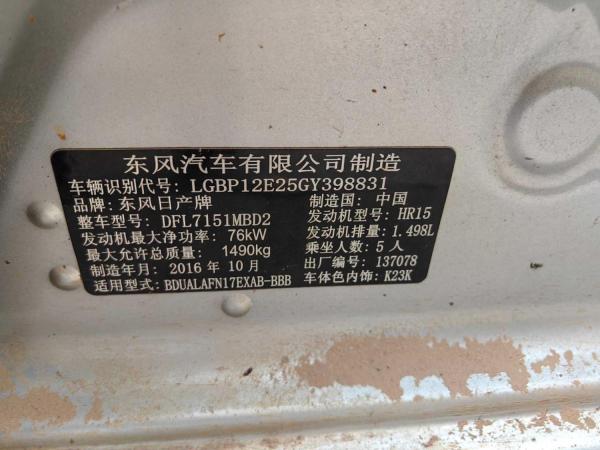 东风汽车有限公司制造
车辆识别代号: LGBP12E25GY398831
品牌: 东风日产牌 制造国: 中国
整车型号: DFL7151MBD2 发动机型号: HR15
发动机最大净功率: 76kW 发动机排量: 1.498L
最大允许总质量: 1490kg 乘坐人数: 5 人
制造年月: 2016 年 10 月 出厂编号: 137078
适用型式: BDUALAFN17EXAB-BBB 车体色内饰: K23K